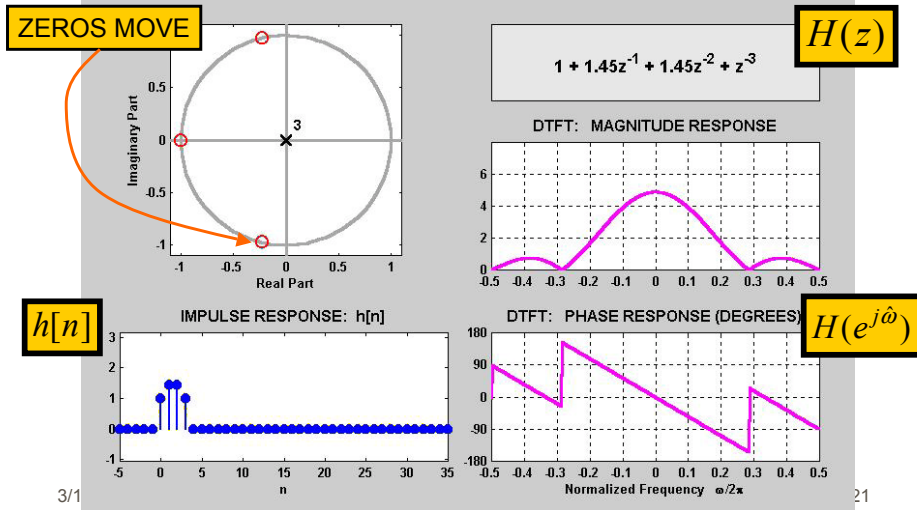 ZEROS MOVE
1
0.5
0
-0.5
-1
Imaginary Part
3
-1 -0.5 0 0.5 1
Real Part
H(z)
1 + 1.45z⁻¹ + 1.45z⁻² + z⁻³
DTFT: MAGNITUDE RESPONSE
6
4
2
0
-0.5 -0.4 -0.3 -0.2 -0.1 0 0.1 0.2 0.3 0.4 0.5
h[n]
IMPULSE RESPONSE: h[n]
3
2
1
0
-1
-5 0 5 10 15 20 25 30 35
n
DTFT: PHASE RESPONSE (DEGREES)
H(e^{jω̂})
180
90
0
-90
-180
-0.5 -0.4 -0.3 -0.2 -0.1 0 0.1 0.2 0.3 0.4 0.5
Normalized Frequency ω/2π
3/1
21